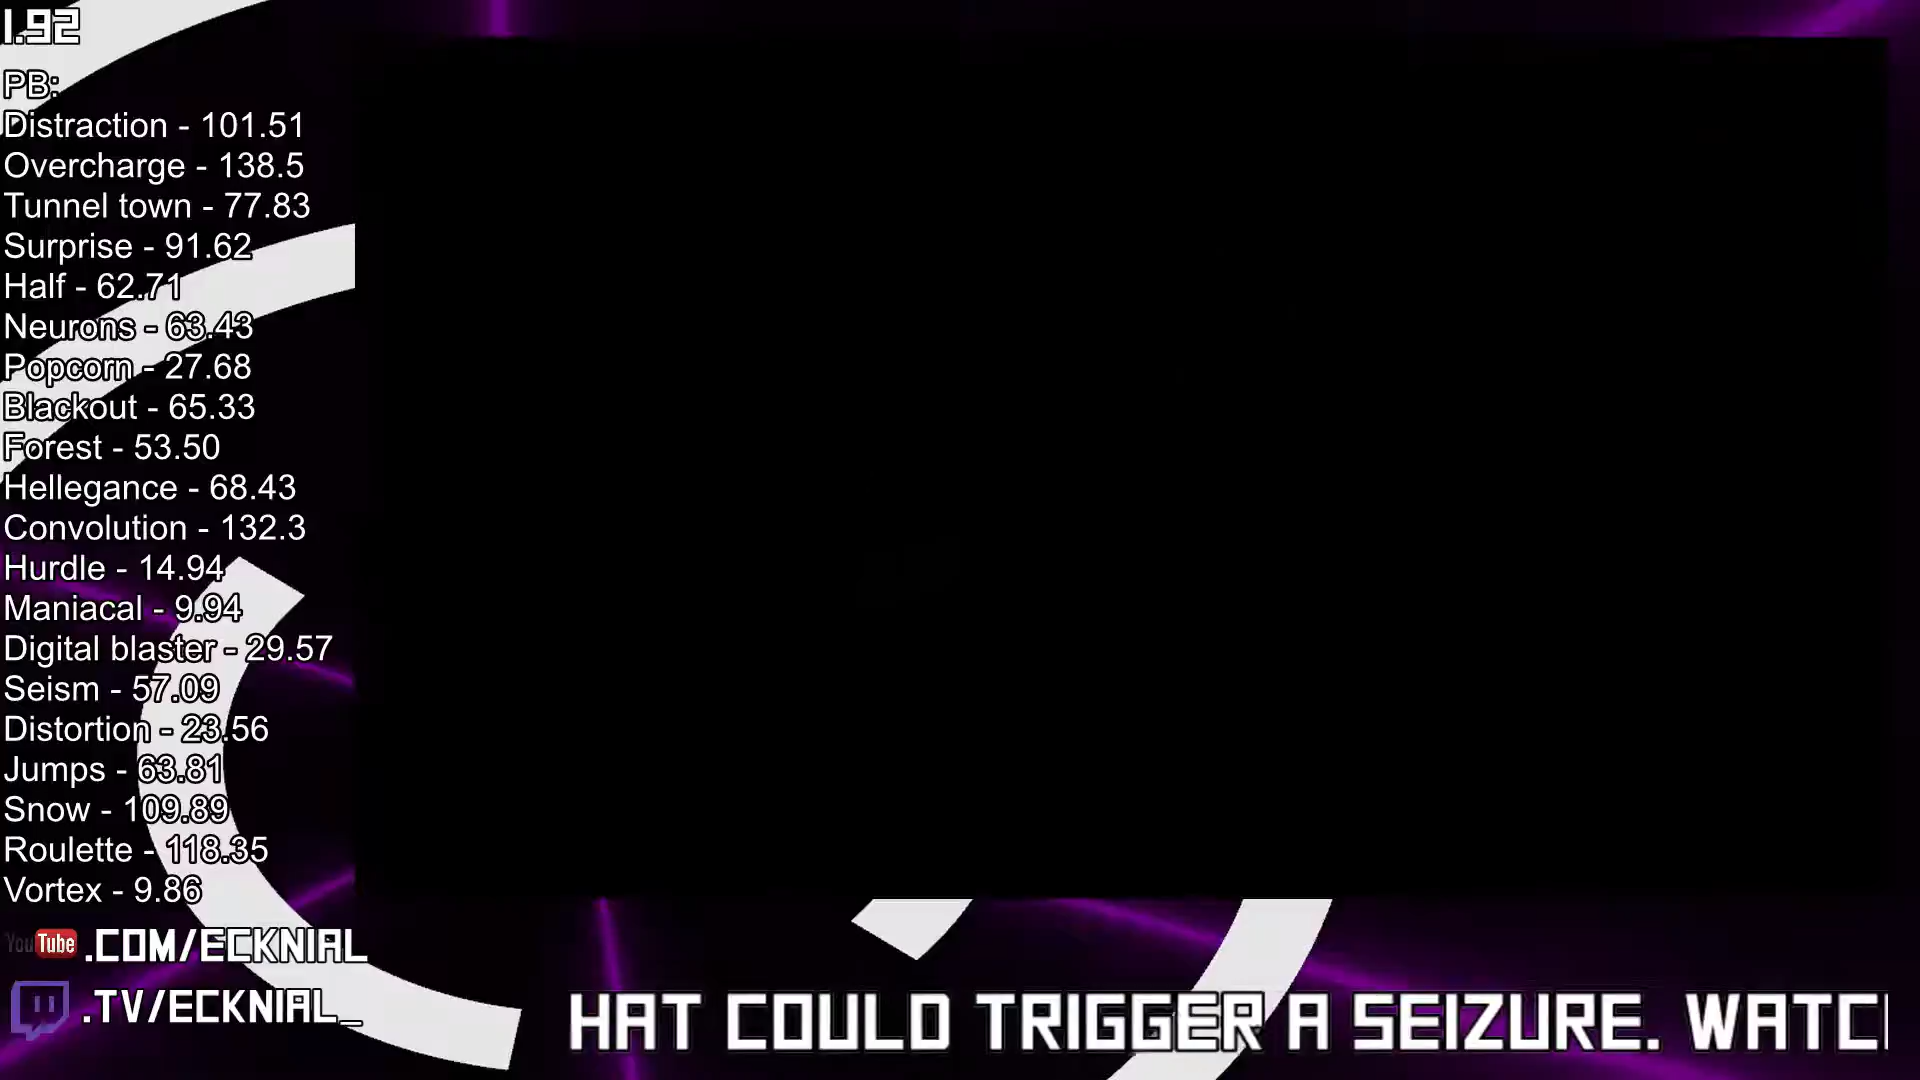 1.92
PB:
Distraction - 101.51
Overcharge - 138.5
Tunnel town - 77.83
Surprise - 91.62
Half - 62.71
Neurons - 63.43
Popcorn - 27.68
Blackout - 65.33
Forest - 53.50
Hellegance - 68.43
Convolution - 132.3
Hurdle - 14.94
Maniacal - 9.94
Digital blaster - 29.57
Seism - 57.09
Distortion - 23.56
Jumps - 63.81
Snow - 109.89
Roulette - 118.35
Vortex - 9.86
YouTube.COM/ECKNIAL
.TV/ECKNIAL_
HAT COULD TRIGGER A SEIZURE. WATC